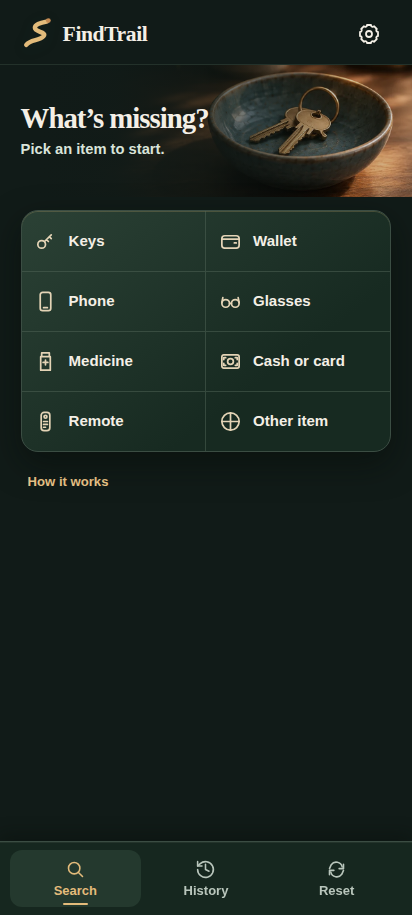 FindTrail
What’s missing?
Pick an item to start.
Keys
Wallet
Phone
Glasses
Medicine
Cash or card
Remote
Other item
How it works
Search
History
Reset